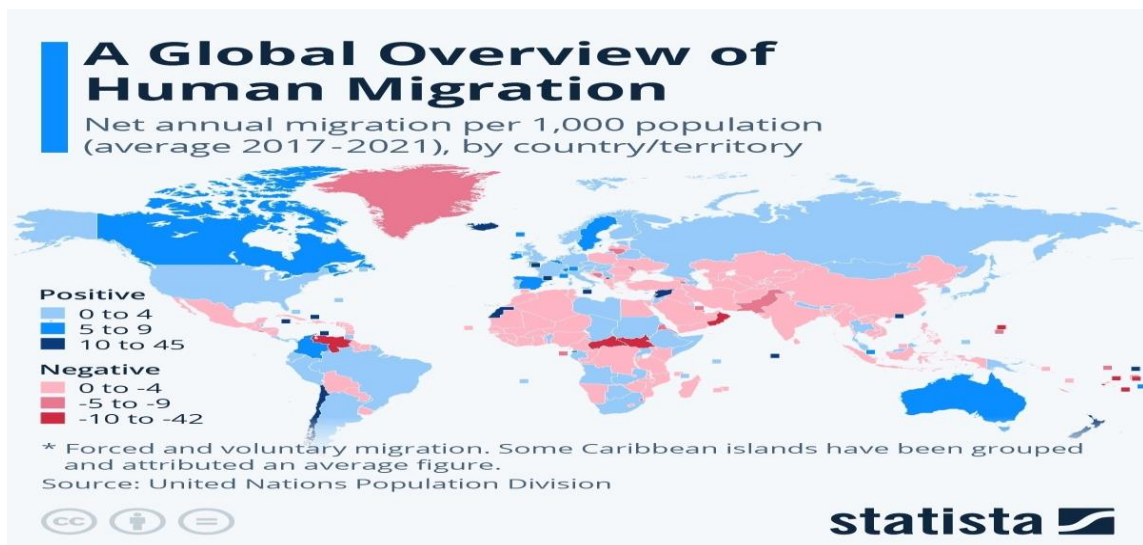 A Global Overview of
Human Migration
Net annual migration per 1,000 population
(average 2017-2021), by country/territory
Positive
0 to 4
5 to 9
10 to 45
Negative
0 to -4
-5 to -9
-10 to -42
* Forced and voluntary migration. Some Caribbean islands have been grouped
and attributed an average figure.
Source: United Nations Population Division
cc
statista